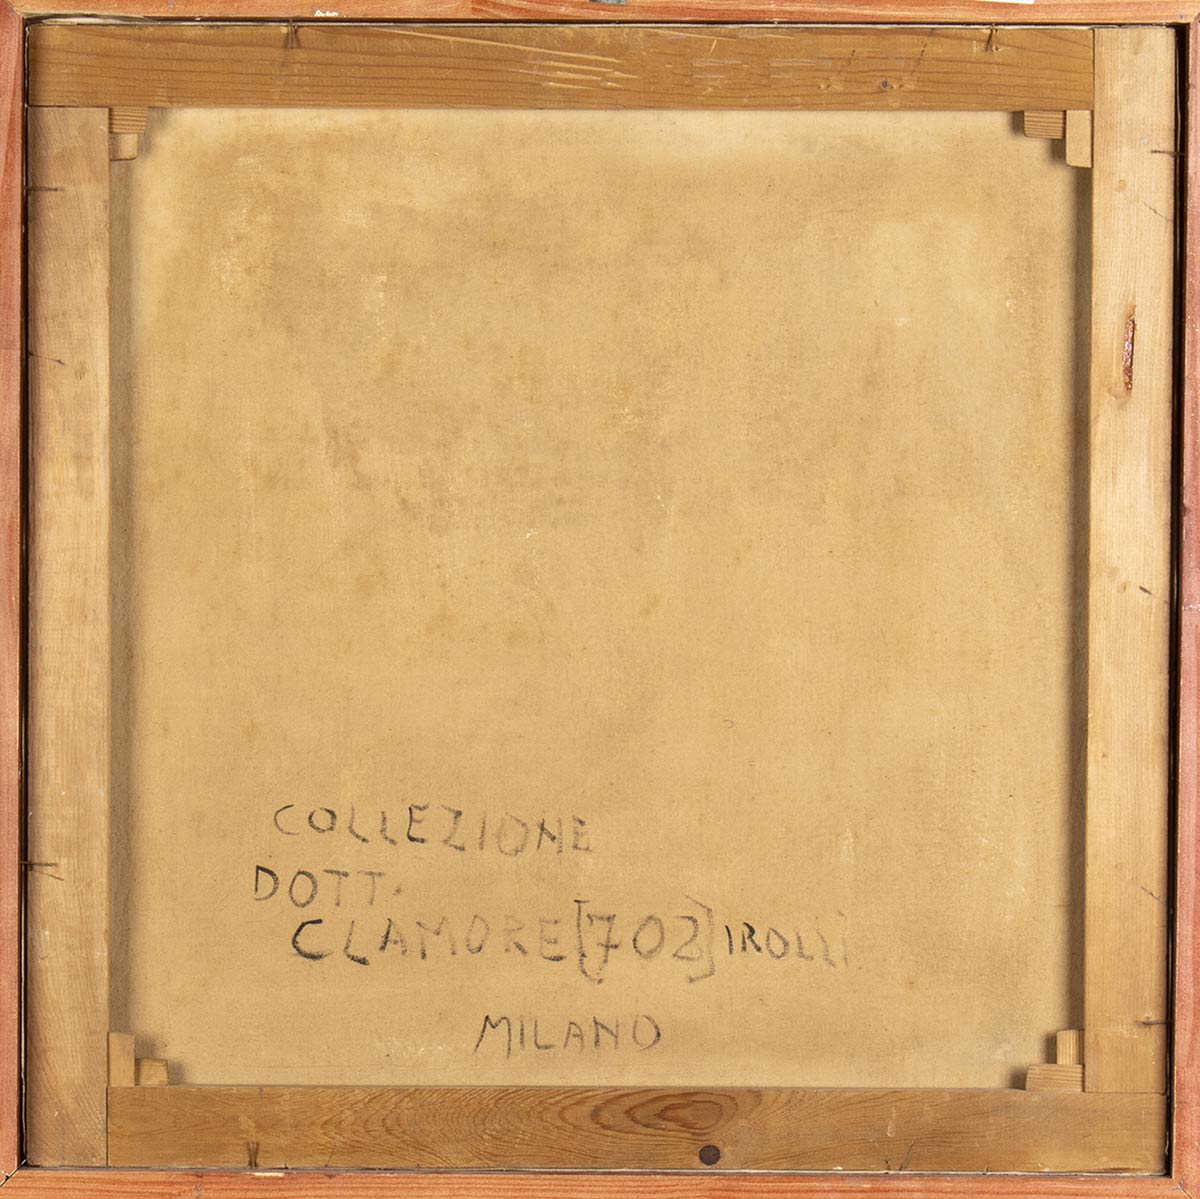 COLLEZIONE
DOTT.
CLAMORE [702] IROLLI
MILANO